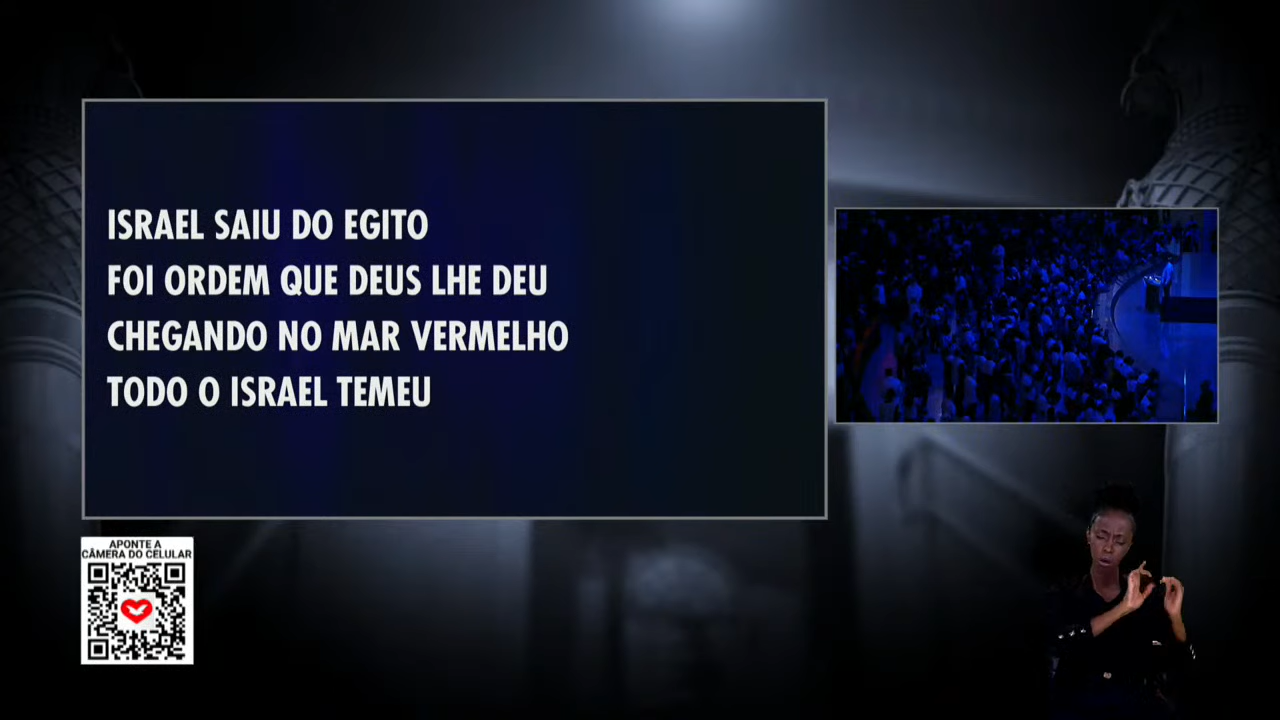 ISRAEL SAIU DO EGITO
FOI ORDEM QUE DEUS LHE DEU
CHEGANDO NO MAR VERMELHO
TODO O ISRAEL TEMEU
APONTE A
CÂMERA DO CELULAR